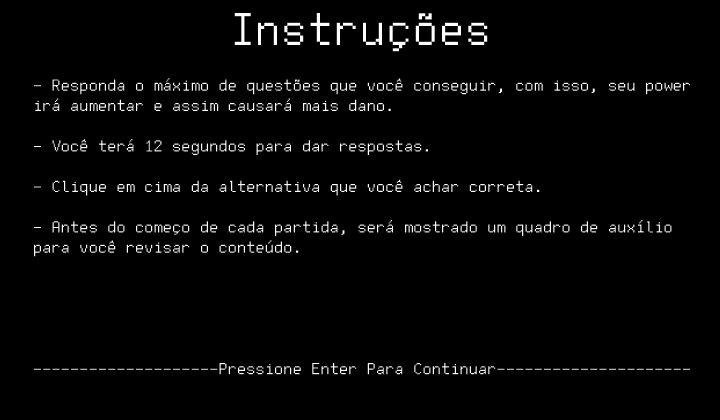 Instruções
- Responda o máximo de questões que você conseguir, com isso, seu power
irá aumentar e assim causará mais dano.
- Você terá 12 segundos para dar respostas.
- Clique em cima da alternativa que você achar correta.
- Antes do começo de cada partida, será mostrado um quadro de auxílio
para você revisar o conteúdo.
--------------------Pressione Enter Para Continuar---------------------